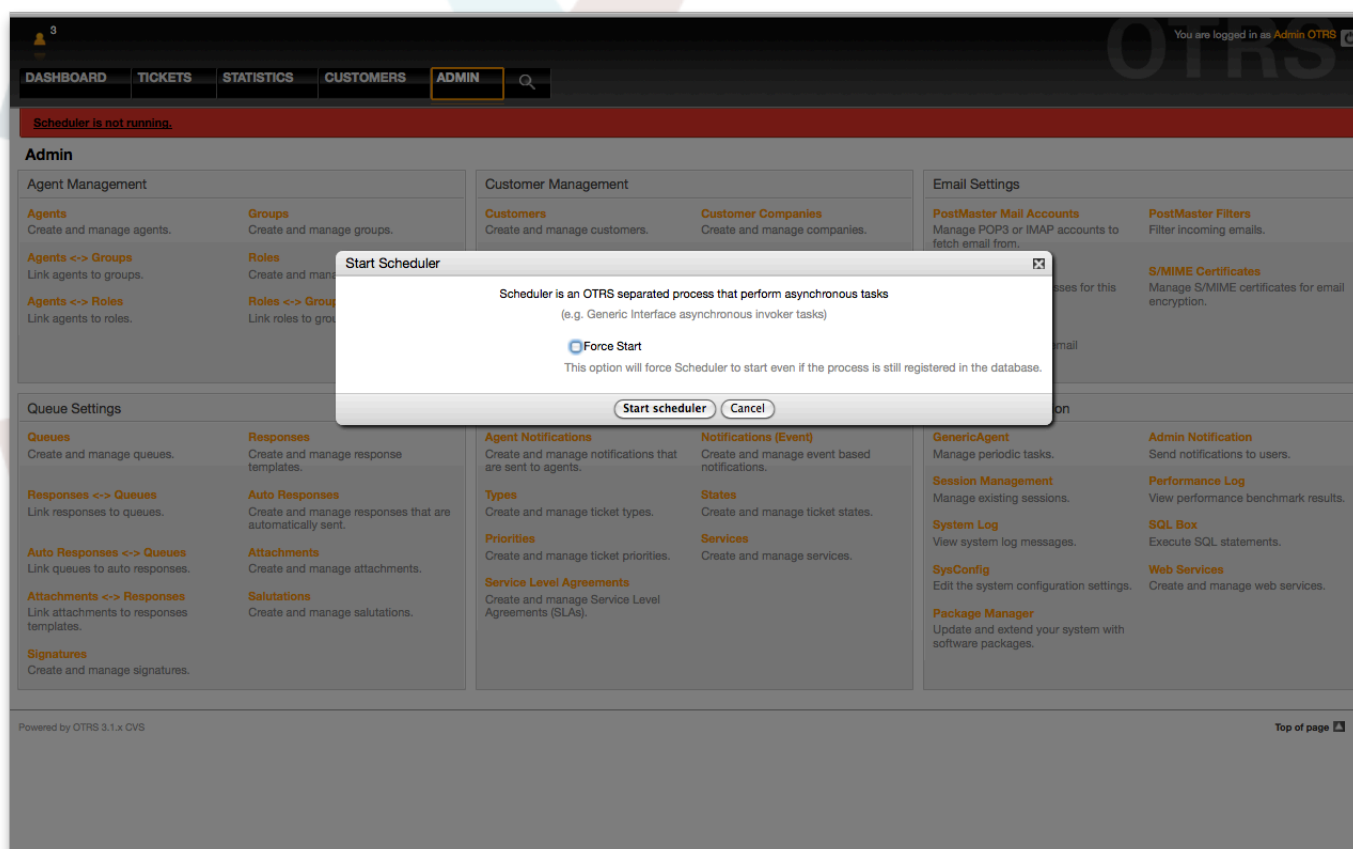 3
OTRS
You are logged in as Admin OTRS
DASHBOARD
TICKETS
STATISTICS
CUSTOMERS
ADMIN
Scheduler is not running.
Admin
Agent Management
Agents
Create and manage agents.
Groups
Create and manage groups.
Agents <-> Groups
Link agents to groups.
Roles
Create and mana
Agents <-> Roles
Link agents to roles.
Roles <-> Group
Link roles to grou
Customer Management
Customers
Create and manage customers.
Customer Companies
Create and manage companies.
Email Settings
PostMaster Mail Accounts
Manage POP3 or IMAP accounts to
fetch email from.
PostMaster Filters
Filter incoming emails.
sses for this
S/MIME Certificates
Manage S/MIME certificates for email
encryption.
email
Start Scheduler
Scheduler is an OTRS separated process that perform asynchronous tasks
(e.g. Generic Interface asynchronous invoker tasks)
Force Start
This option will force Scheduler to start even if the process is still registered in the database.
Start scheduler
Cancel
Queue Settings
Queues
Create and manage queues.
Responses
Create and manage response
templates.
Responses <-> Queues
Link responses to queues.
Auto Responses
Create and manage responses that are
automatically sent.
Auto Responses <-> Queues
Link queues to auto responses.
Attachments
Create and manage attachments.
Attachments <-> Responses
Link attachments to responses
templates.
Salutations
Create and manage salutations.
Signatures
Create and manage signatures.
Agent Notifications
Create and manage notifications that
are sent to agents.
Notifications (Event)
Create and manage event based
notifications.
Types
Create and manage ticket types.
States
Create and manage ticket states.
Priorities
Create and manage ticket priorities.
Services
Create and manage services.
Service Level Agreements
Create and manage Service Level
Agreements (SLAs).
on
GenericAgent
Manage periodic tasks.
Admin Notification
Send notifications to users.
Session Management
Manage existing sessions.
Performance Log
View performance benchmark results.
System Log
View system log messages.
SQL Box
Execute SQL statements.
SysConfig
Edit the system configuration settings.
Web Services
Create and manage web services.
Package Manager
Update and extend your system with
software packages.
Powered by OTRS 3.1.x CVS
Top of page